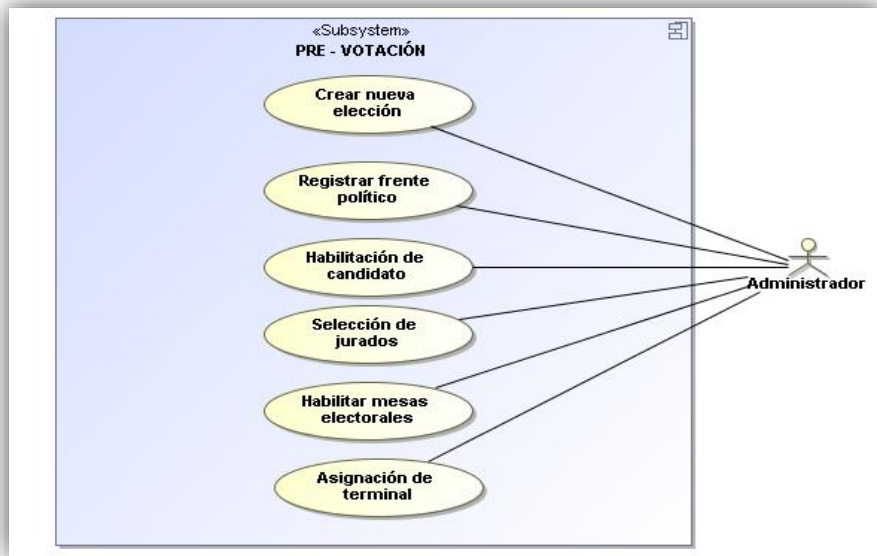 «Subsystem»
PRE - VOTACIÓN
Crear nueva
elección
Registrar frente
político
Habilitación de
candidato
Selección de
jurados
Habilitar mesas
electorales
Asignación de
terminal
Administrador